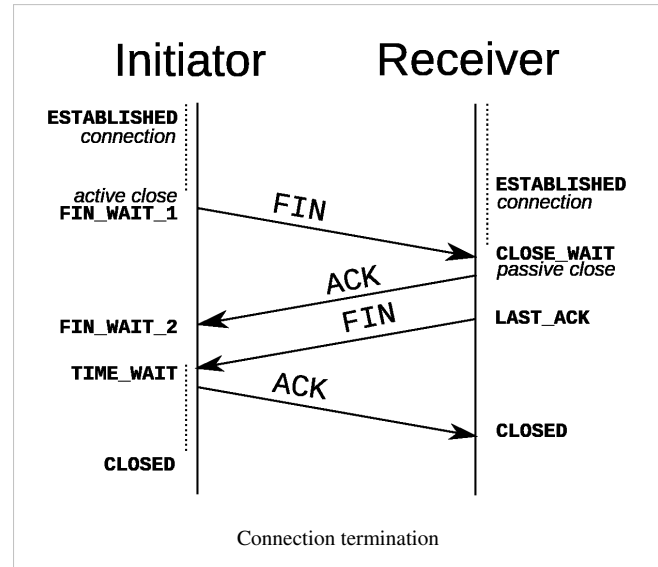 Initiator
Receiver
ESTABLISHED
connection
active close
FIN_WAIT_1
FIN
ESTABLISHED
connection
CLOSE_WAIT
passive close
ACK
FIN
LAST_ACK
FIN_WAIT_2
TIME_WAIT
ACK
CLOSED
CLOSED
Connection termination